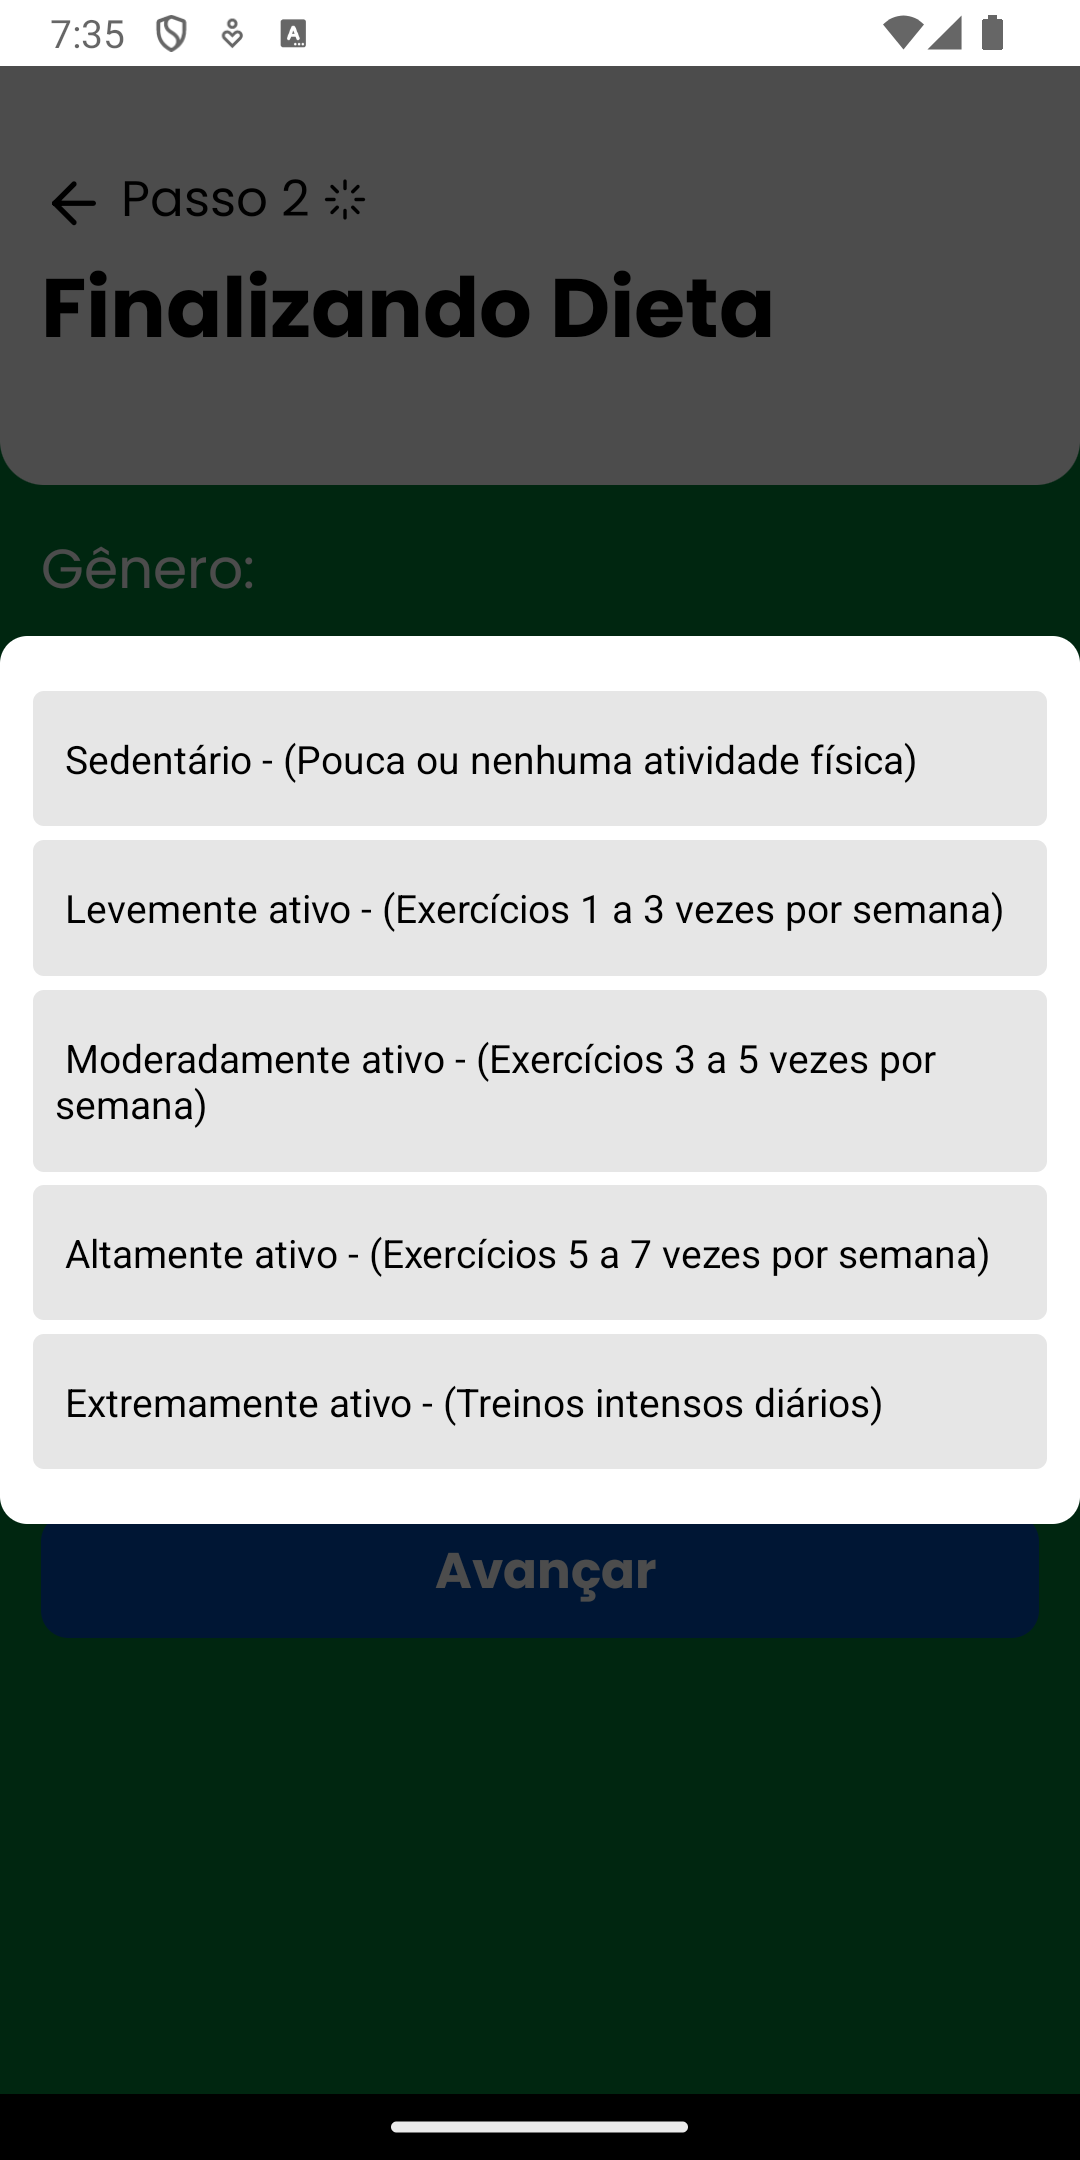 7:35
Passo 2
Finalizando Dieta
Gênero:
Sedentário - (Pouca ou nenhuma atividade física)
Levemente ativo - (Exercícios 1 a 3 vezes por semana)
Moderadamente ativo - (Exercícios 3 a 5 vezes por
semana)
Altamente ativo - (Exercícios 5 a 7 vezes por semana)
Extremamente ativo - (Treinos intensos diários)
Avançar